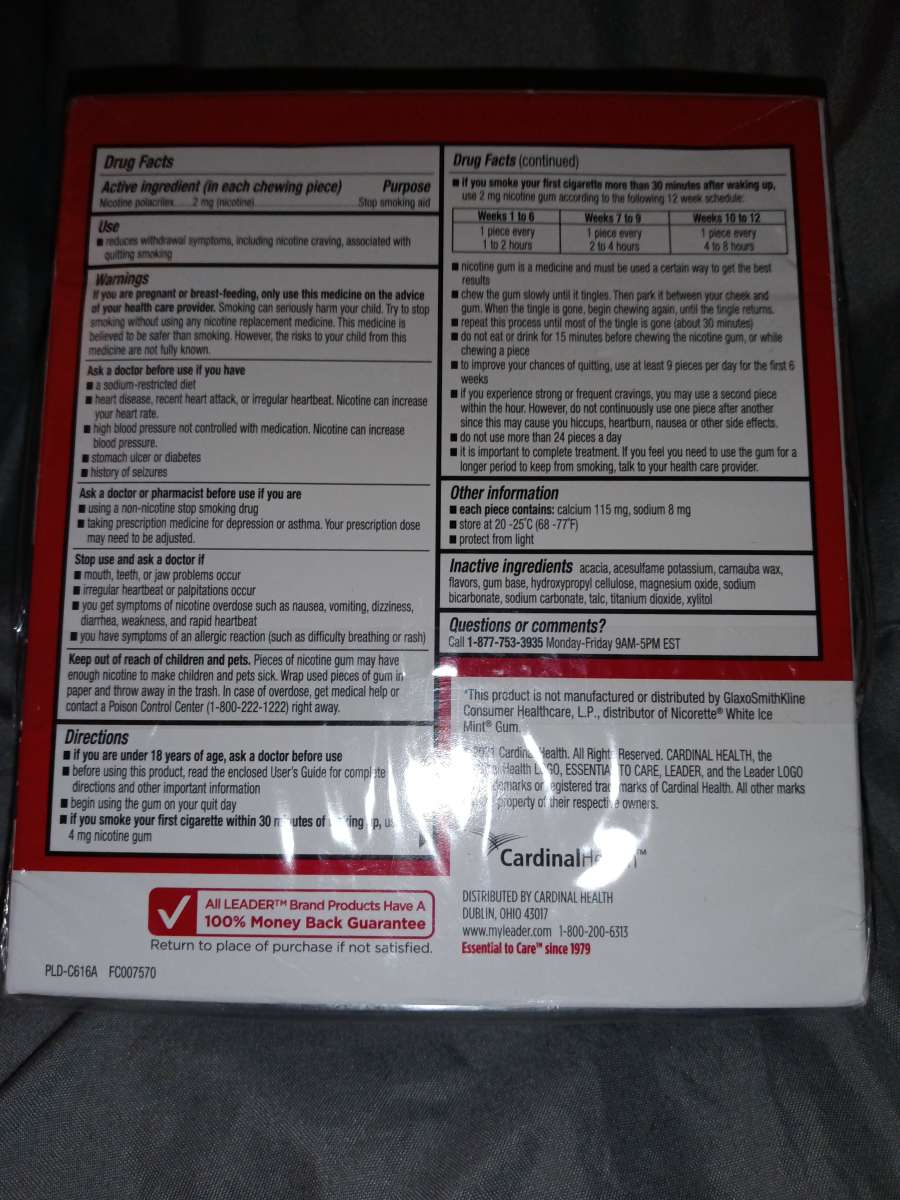 Drug Facts
Active ingredient (in each chewing piece) Purpose
Nicotine polacrilex.....2 mg (nicotine)..........................Stop smoking aid
Use
■ reduces withdrawal symptoms, including nicotine craving, associated with
quitting smoking
Warnings
If you are pregnant or breast-feeding, only use this medicine on the advice
of your health care provider. Smoking can seriously harm your child. Try to stop
smoking without using any nicotine replacement medicine. This medicine is
believed to be safer than smoking. However, the risks to your child from this
medicine are not fully known.
Ask a doctor before use if you have
■ a sodium-restricted diet
■ heart disease, recent heart attack, or irregular heartbeat. Nicotine can increase
your heart rate.
■ high blood pressure not controlled with medication. Nicotine can increase
blood pressure.
■ stomach ulcer or diabetes
■ history of seizures
Ask a doctor or pharmacist before use if you are
■ using a non-nicotine stop smoking drug
■ taking prescription medicine for depression or asthma. Your prescription dose
may need to be adjusted.
Stop use and ask a doctor if
■ mouth, teeth, or jaw problems occur
■ irregular heartbeat or palpitations occur
■ you get symptoms of nicotine overdose such as nausea, vomiting, dizziness,
diarrhea, weakness, and rapid heartbeat
■ you have symptoms of an allergic reaction (such as difficulty breathing or rash)
Keep out of reach of children and pets. Pieces of nicotine gum may have
enough nicotine to make children and pets sick. Wrap used pieces of gum in
paper and throw away in the trash. In case of overdose, get medical help or
contact a Poison Control Center (1-800-222-1222) right away.
Directions
■ if you are under 18 years of age, ask a doctor before use
■ before using this product, read the enclosed User's Guide for complete
directions and other important information
■ begin using the gum on your quit day
■ if you smoke your first cigarette within 30 minutes of waking up,
4 mg nicotine gum
Drug Facts (continued)
■ if you smoke your first cigarette more than 30 minutes after waking up,
use 2 mg nicotine gum according to the following 12 week schedule:
Weeks 1 to 6 Weeks 7 to 9 Weeks 10 to 12
1 piece every 1 piece every 1 piece every
1 to 2 hours 2 to 4 hours 4 to 8 hours
■ nicotine gum is a medicine and must be used a certain way to get the best
results
■ chew the gum slowly until it tingles. Then park it between your cheek and
gum. When the tingle is gone, begin chewing again, until the tingle returns.
■ repeat this process until most of the tingle is gone (about 30 minutes)
■ do not eat or drink for 15 minutes before chewing the nicotine gum, or while
chewing a piece
■ to improve your chances of quitting, use at least 9 pieces per day for the first 6
weeks
■ if you experience strong or frequent cravings, you may use a second piece
within the hour. However, do not continuously use one piece after another
since this may cause you hiccups, heartburn, nausea or other side effects.
■ do not use more than 24 pieces a day
■ it is important to complete treatment. If you feel you need to use the gum for a
longer period to keep from smoking, talk to your health care provider.
Other information
■ each piece contains: calcium 115 mg, sodium 8 mg
■ store at 20 -25˚C (68 -77˚F)
■ protect from light
Inactive ingredients acacia, acesulfame potassium, carnauba wax,
flavors, gum base, hydroxypropyl cellulose, magnesium oxide, sodium
bicarbonate, sodium carbonate, talc, titanium dioxide, xylitol
Questions or comments?
Call 1-877-753-3935 Monday-Friday 9AM-5PM EST
*This product is not manufactured or distributed by GlaxoSmithKline
Consumer Healthcare, L.P., distributor of Nicorette® White Ice
Mint® Gum.
Cardinal Health. All Rights Reserved. CARDINAL HEALTH, the
Health LOGO, ESSENTIAL TO CARE, LEADER, and the Leader LOGO
or registered trademarks of Cardinal Health. All other marks
property of their respective owners.
CardinalHealth™
DISTRIBUTED BY CARDINAL HEALTH
DUBLIN, OHIO 43017
www.myleader.com 1-800-200-6313
Essential to Care™ since 1979
All LEADER™ Brand Products Have A
100% Money Back Guarantee
Return to place of purchase if not satisfied.
PLD-C616A FC007570